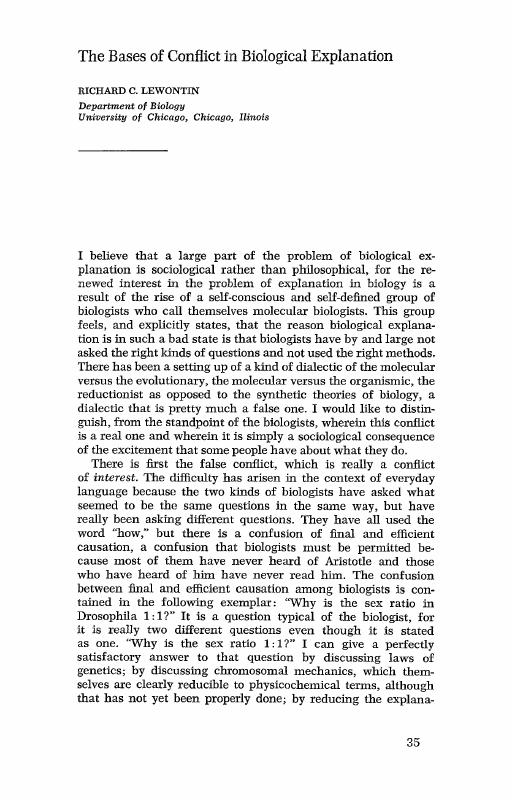 The Bases of Conflict in Biological Explanation
RICHARD C. LEWONTIN
Department of Biology
University of Chicago, Chicago, Ilinois
I believe that a large part of the problem of biological ex-
planation is sociological rather than philosophical, for the re-
newed interest in the problem of explanation in biology is a
result of the rise of a self-conscious and self-defined group of
biologists who call themselves molecular biologists. This group
feels, and explicitly states, that the reason biological explana-
tion is in such a bad state is that biologists have by and large not
asked the right kinds of questions and not used the right methods.
There has been a setting up of a kind of dialectic of the molecular
versus the evolutionary, the molecular versus the organismic, the
reductionist as opposed to the synthetic theories of biology, a
dialectic that is pretty much a false one. I would like to distin-
guish, from the standpoint of the biologists, wherein this conflict
is a real one and wherein it is simply a sociological consequence
of the excitement that some people have about what they do.
There is first the false conflict, which is really a conflict
of interest. The difficulty has arisen in the context of everyday
language because the two kinds of biologists have asked what
seemed to be the same questions in the same way, but have
really been asking different questions. They have all used the
word "how," but there is a confusion of final and efficient
causation, a confusion that biologists must be permitted be-
cause most of them have never heard of Aristotle and those
who have heard of him have never read him. The confusion
between final and efficient causation among biologists is con-
tained in the following exemplar: "Why is the sex ratio in
Drosophila 1:1?" It is a question typical of the biologist, for
it is really two different questions even though it is stated
as one. "Why is the sex ratio 1:1?" I can give a perfectly
satisfactory answer to that question by discussing laws of
genetics; by discussing chromosomal mechanics, which them-
selves are clearly reducible to physicochemical terms, although
that has not yet been properly done; by reducing the explana-
35